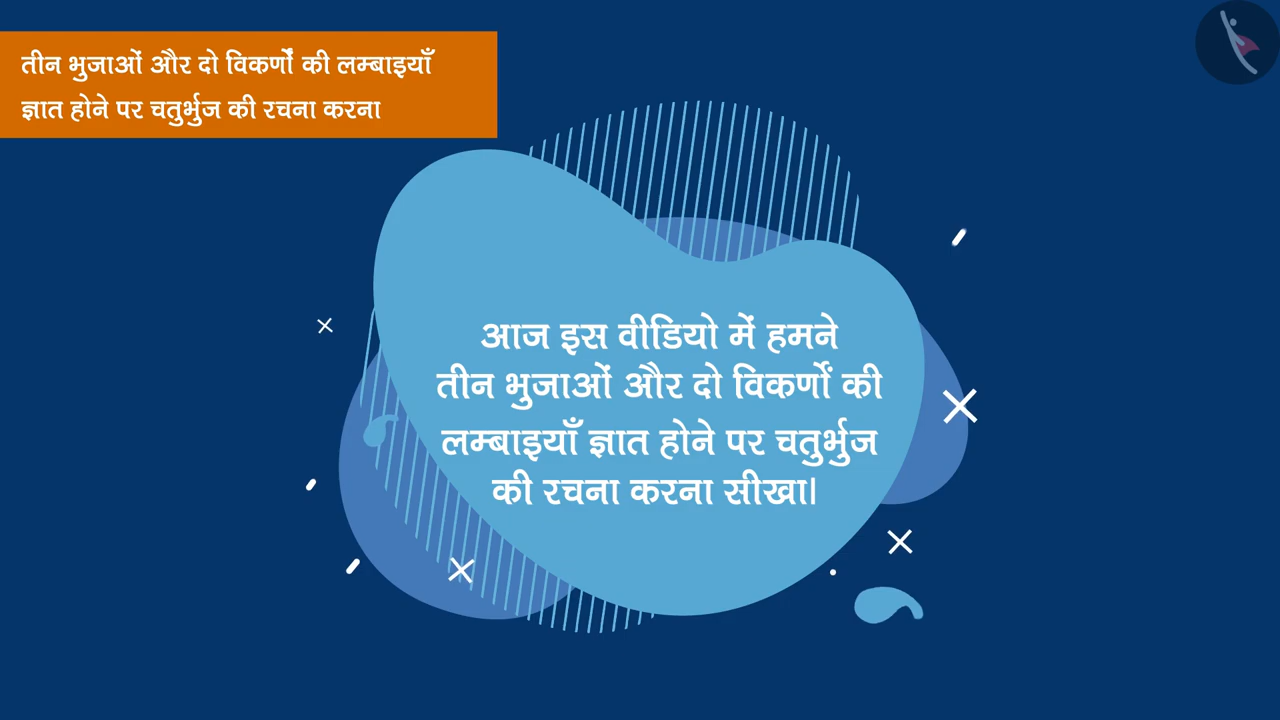 तीन भुजाओं और दो विकर्णों की लम्बाइयाँ
ज्ञात होने पर चतुर्भुज की रचना करना
आज इस वीडियो में हमने
तीन भुजाओं और दो विकर्णों की
लम्बाइयाँ ज्ञात होने पर चतुर्भुज
की रचना करना सीखा।